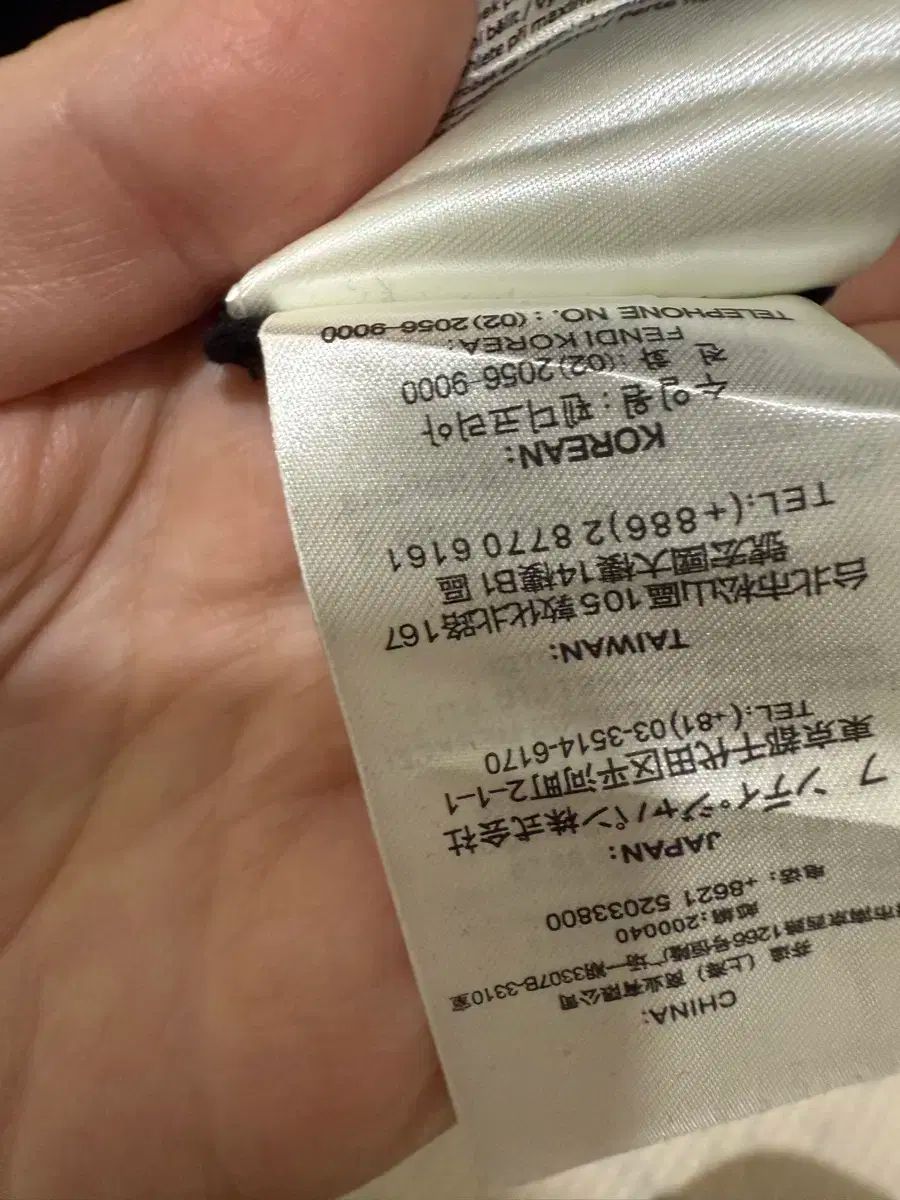 CHINA:
芬迪（上海）商业有限公司
市南京西路1266号恒隆广场一期3307B-3310室
邮编:200040
电话: +8621 52033800
JAPAN:
フェンディ・ジャパン株式会社
東京都千代田区平河町2-1-1
TEL:(+81)03-3514-6170
TAIWAN:
台北市松山區105敦化北路167
號宏國大樓14樓B1區
TEL:(+886)2 8770 6161
KOREAN:
수입원:펜디코리아
전 화:(02)2056-9000
FENDI KOREA:
TELEPHONE NO.:(02)2056-9000